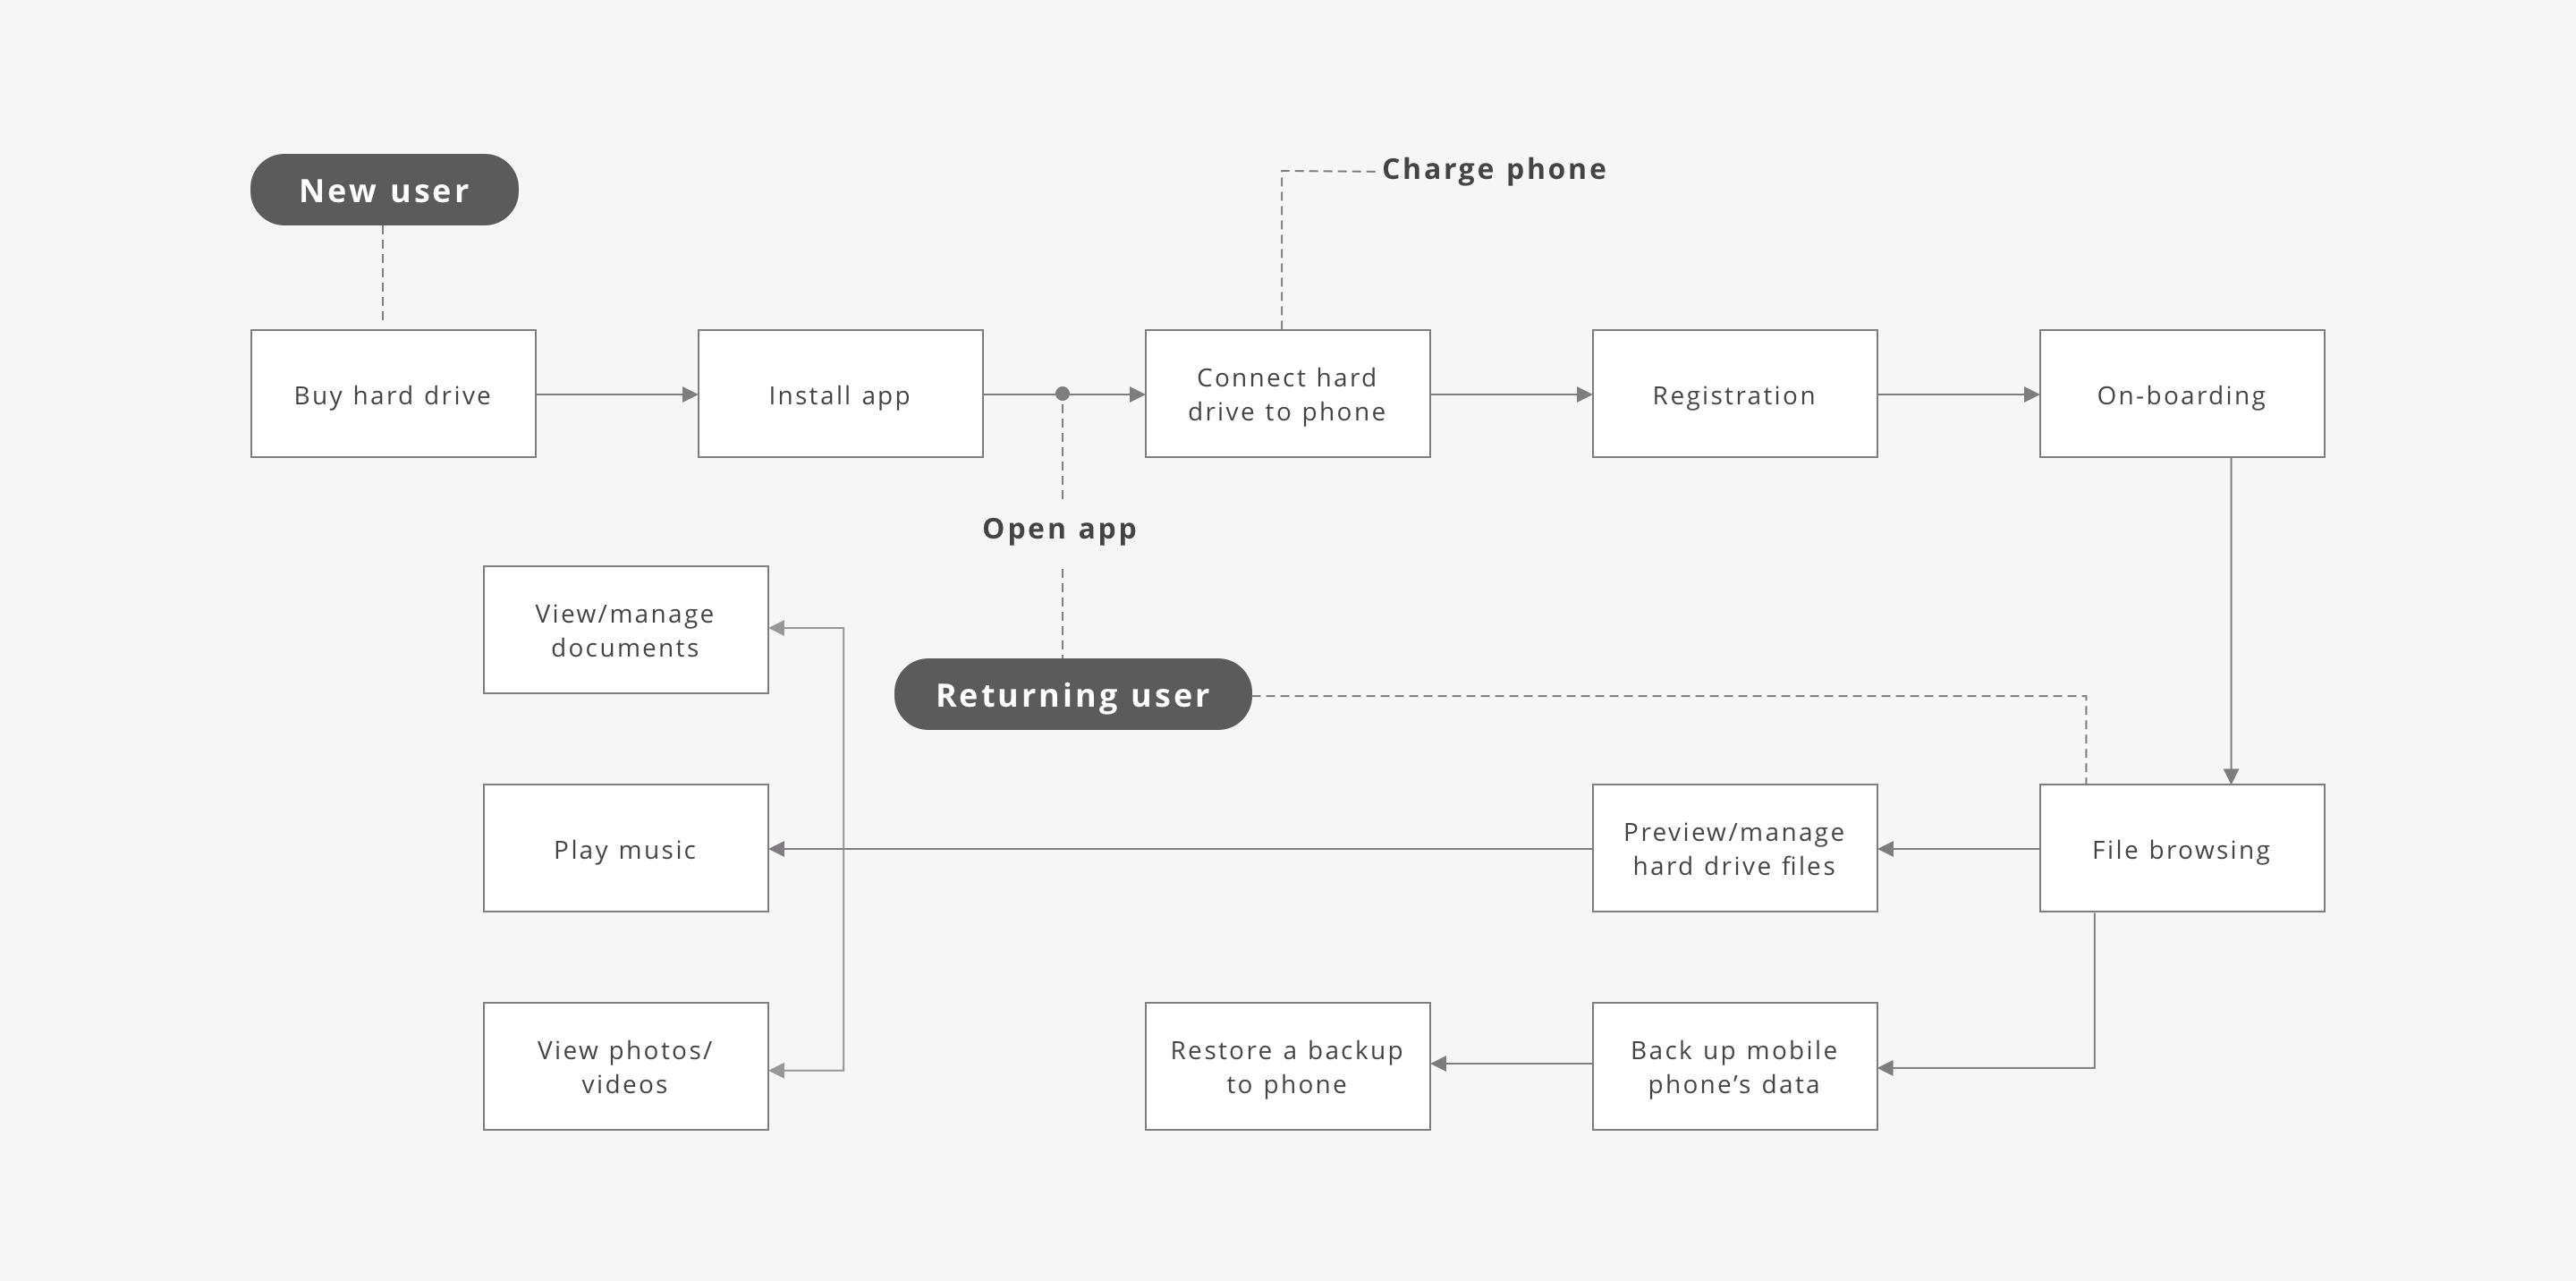 New user
Charge phone
Buy hard drive
Install app
Connect hard
drive to phone
Registration
On-boarding
Open app
View/manage
documents
Returning user
Play music
Preview/manage
hard drive files
File browsing
View photos/
videos
Restore a backup
to phone
Back up mobile
phone’s data